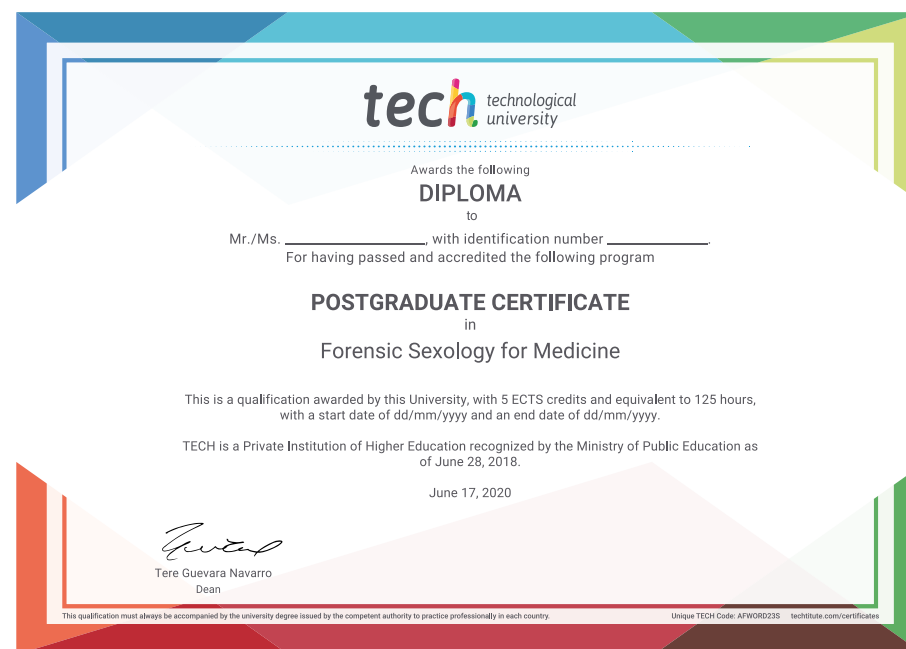 tech technological
university
Awards the following
DIPLOMA
to
Mr./Ms. ____________, with identification number ____________.
For having passed and accredited the following program
POSTGRADUATE CERTIFICATE
in
Forensic Sexology for Medicine
This is a qualification awarded by this University, with 5 ECTS credits and equivalent to 125 hours,
with a start date of dd/mm/yyyy and an end date of dd/mm/yyyy.
TECH is a Private Institution of Higher Education recognized by the Ministry of Public Education as
of June 28, 2018.
June 17, 2020
Tere Guevara Navarro
Dean
This qualification must always be accompanied by the university degree issued by the competent authority to practice professionally in each country.
Unique TECH Code: AFWORD23S techtitute.com/certificates